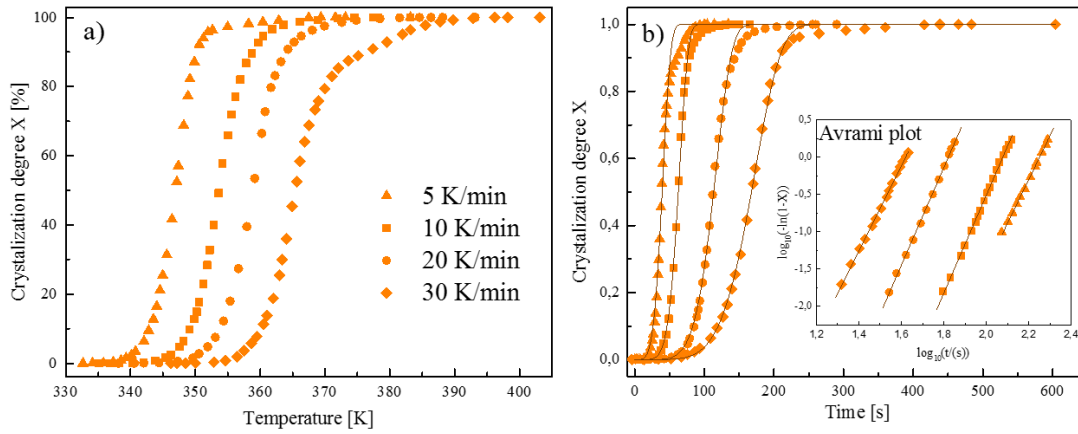 a)
Crystalization degree X [%]
100
80
60
40
20
0
5 K/min
10 K/min
20 K/min
30 K/min
330 340 350 360 370 380 390 400
Temperature [K]
b)
Crystalization degree X
1,0
0,8
0,6
0,4
0,2
0,0
0 100 200 300 400 500 600
Time [s]
Avrami plot
log10(-ln(1-X))
0,5
0,0
-0,5
-1,0
-1,5
-2,0
1,2 1,4 1,6 1,8 2,0 2,2 2,4
log10(t/(s))